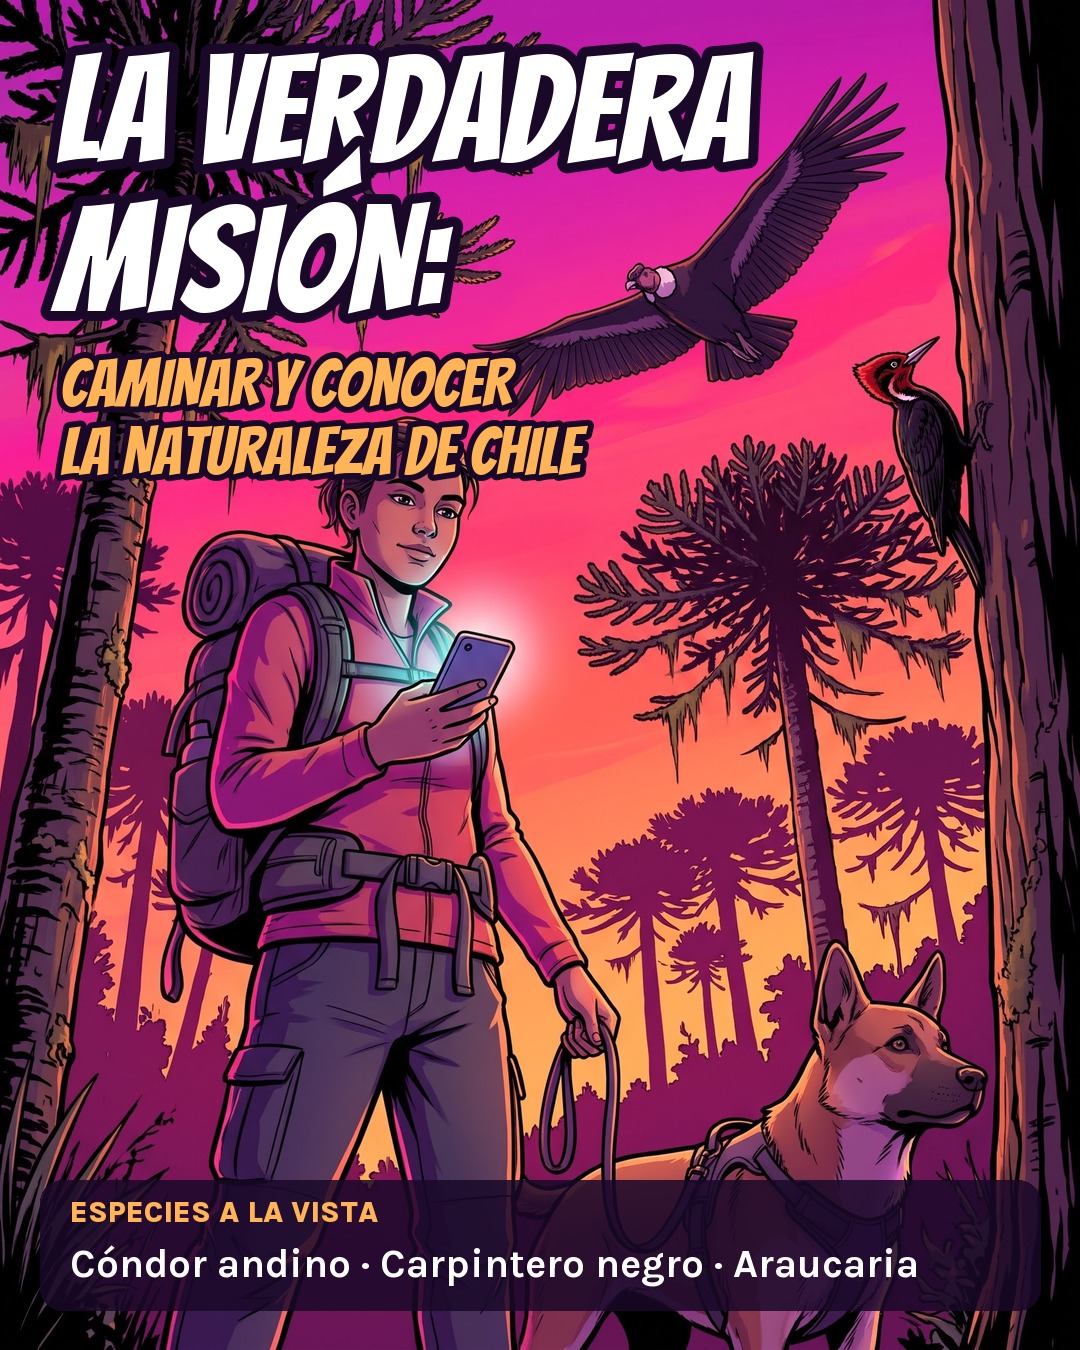 LA VERDADERA
MISIÓN:
CAMINAR Y CONOCER
LA NATURALEZA DE CHILE
ESPECIES A LA VISTA
Cóndor andino · Carpintero negro · Araucaria